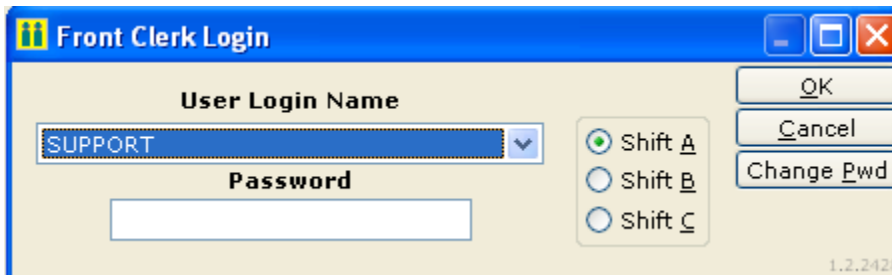 Front Clerk Login
User Login Name
SUPPORT
Password
Shift A
Shift B
Shift C
OK
Cancel
Change Pwd
1.2.242